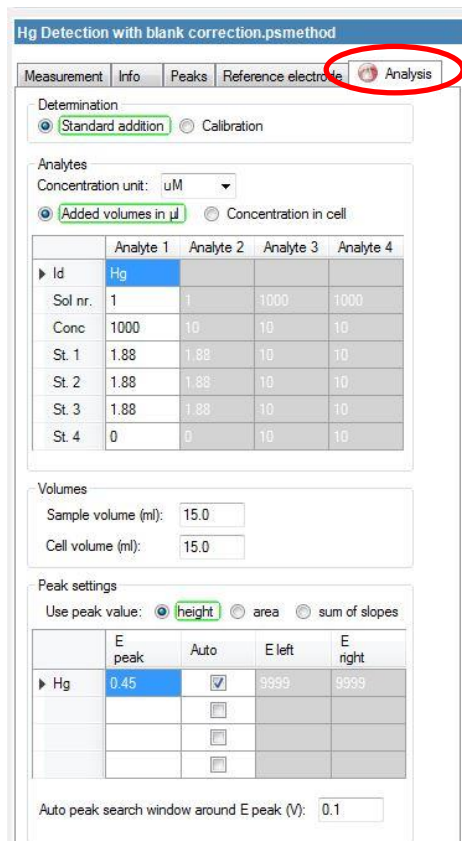 Hg Detection with blank correction.psmethod
Measurement Info Peaks Reference electrode Analysis
Determination
Standard addition Calibration
Analytes
Concentration unit: uM
Added volumes in µl Concentration in cell
Analyte 1 Analyte 2 Analyte 3 Analyte 4
Id Hg
Sol nr. 1 1 1000 1000
Conc 1000 10 10 10
St. 1 1.88 1.88 10 10
St. 2 1.88 1.88 10 10
St. 3 1.88 1.88 10 10
St. 4 0 0 10 10
Volumes
Sample volume (ml): 15.0
Cell volume (ml): 15.0
Peak settings
Use peak value: height area sum of slopes
E peak Auto E left E right
Hg 0.45 9999 9999
Auto peak search window around E peak (V): 0.1